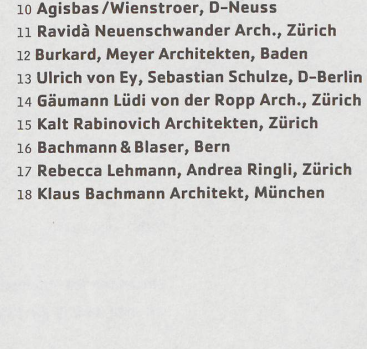 10 Agisbas/Wienstroer, D–Neuss
11 Ravidà Neuenschwander Arch., Zürich
12 Burkard, Meyer Architekten, Baden
13 Ulrich von Ey, Sebastian Schulze, D–Berlin
14 Gäumann Lüdi von der Ropp Arch., Zürich
15 Kalt Rabinovich Architekten, Zürich
16 Bachmann & Blaser, Bern
17 Rebecca Lehmann, Andrea Ringli, Zürich
18 Klaus Bachmann Architekt, München